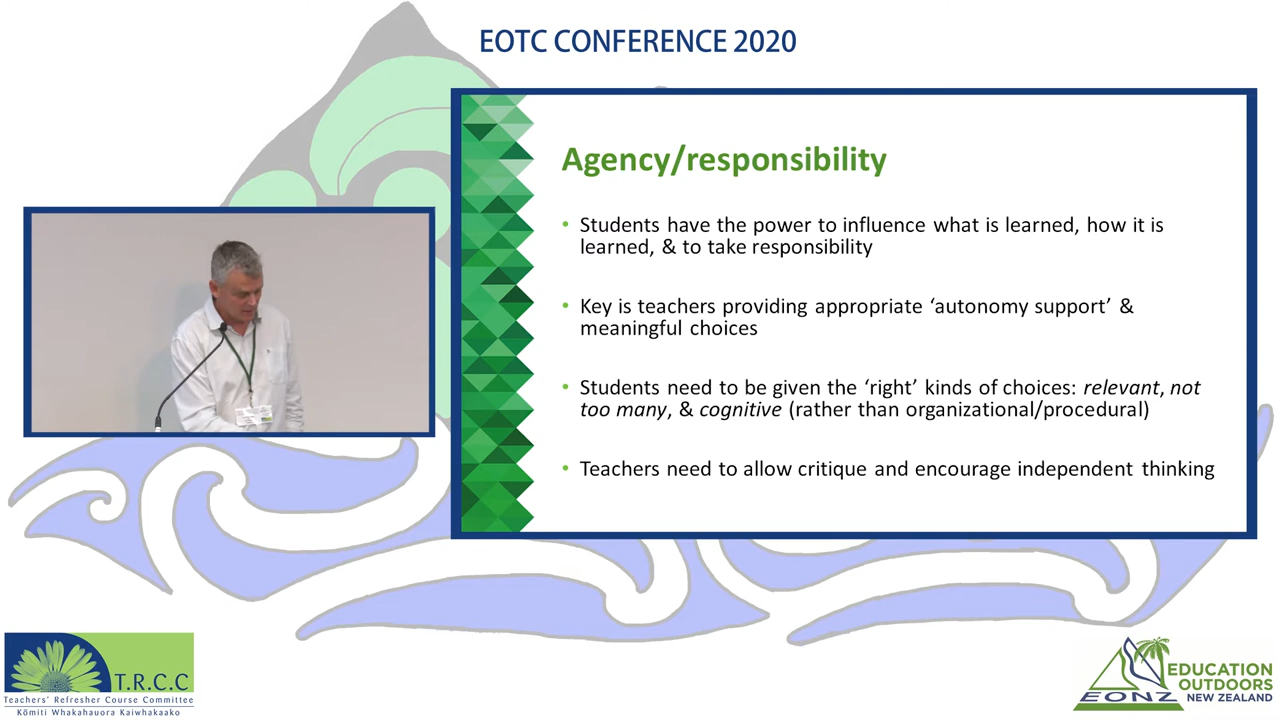 EOTC CONFERENCE 2020
Agency/responsibility
• Students have the power to influence what is learned, how it is
learned, & to take responsibility
• Key is teachers providing appropriate ‘autonomy support’ &
meaningful choices
• Students need to be given the ‘right’ kinds of choices: relevant, not
too many, & cognitive (rather than organizational/procedural)
• Teachers need to allow critique and encourage independent thinking
T.R.C.C
Teachers' Refresher Course Committee
Kōmiti Whakahauora Kaiwhakaako
EONZ
EDUCATION
OUTDOORS
NEW ZEALAND